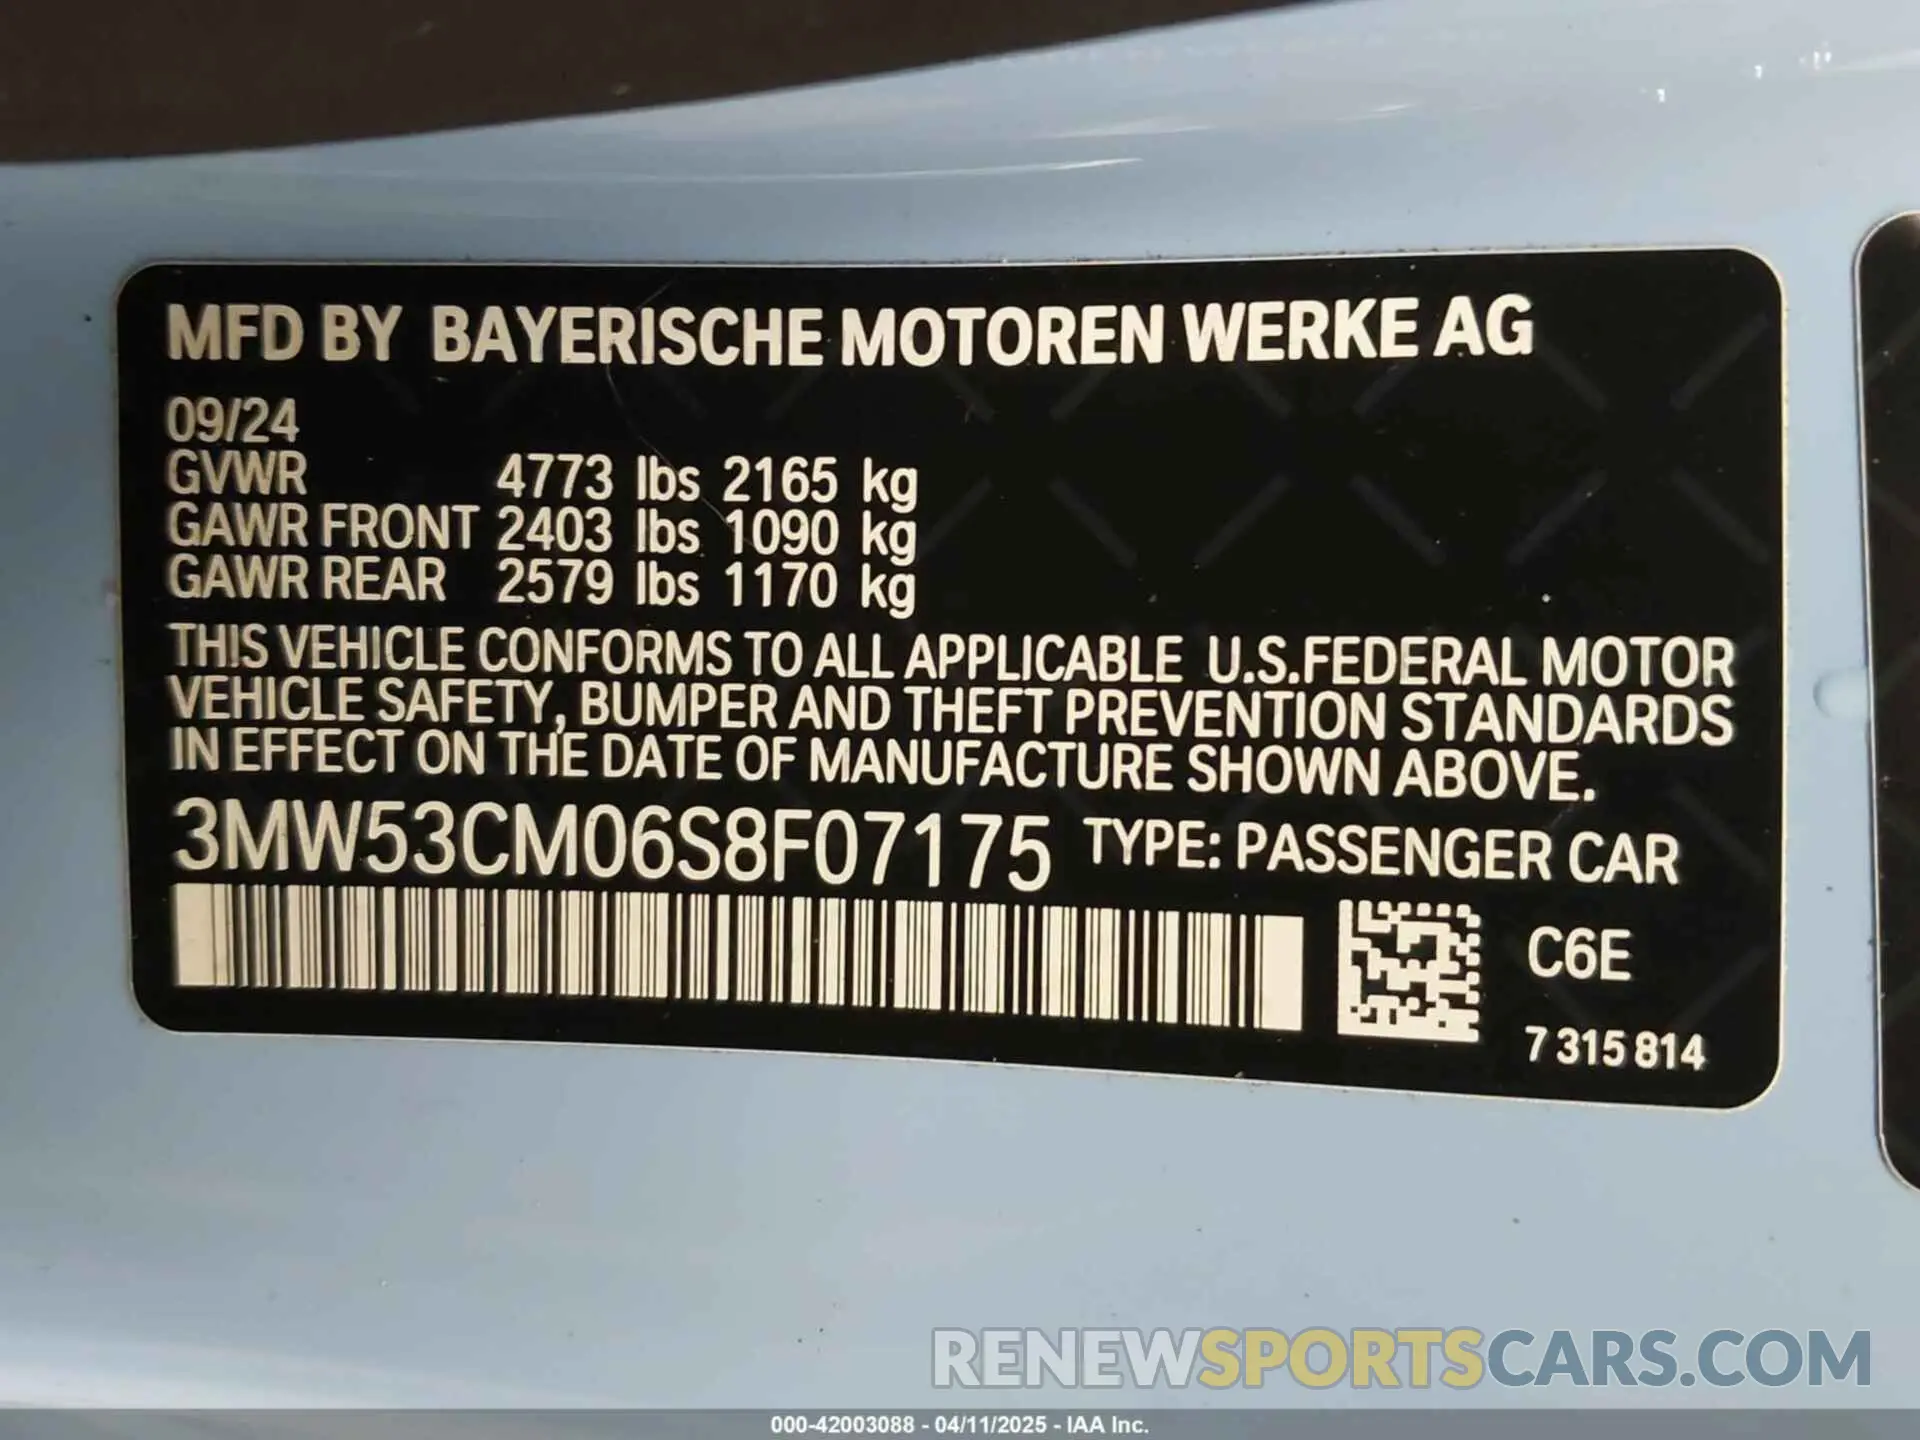 MFD BY BAYERISCHE MOTOREN WERKE AG
09/24
GVWR 4773 lbs 2165 kg
GAWR FRONT 2403 lbs 1090 kg
GAWR REAR 2579 lbs 1170 kg
THIS VEHICLE CONFORMS TO ALL APPLICABLE U.S.FEDERAL MOTOR
VEHICLE SAFETY, BUMPER AND THEFT PREVENTION STANDARDS
IN EFFECT ON THE DATE OF MANUFACTURE SHOWN ABOVE.
3MW53CM06S8F07175 TYPE: PASSENGER CAR
C6E
7 315 814
RENEWSPORTSCARS.COM
000-42003088 - 04/11/2025 - IAA Inc.